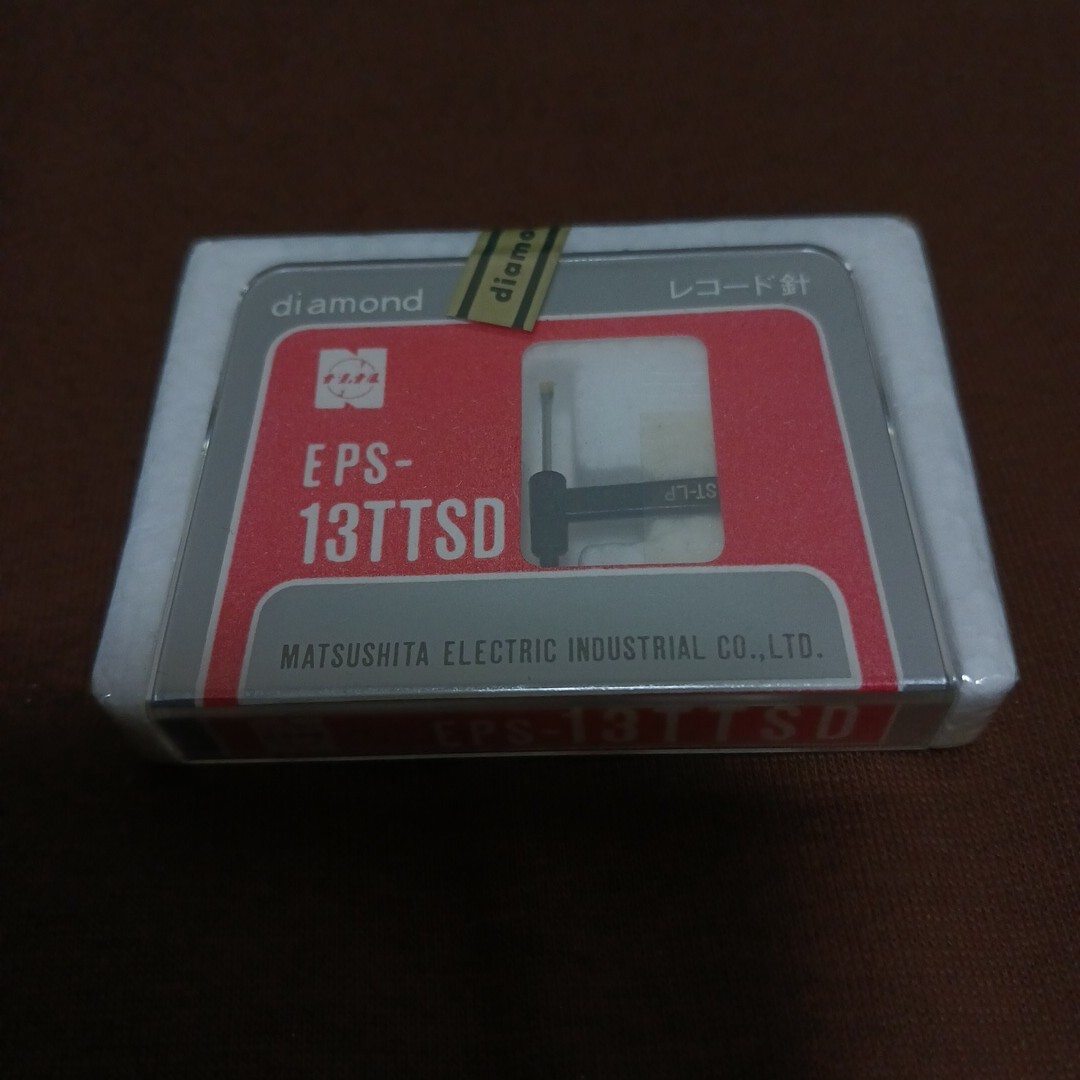 diamond
diamo
レコード針
ナショナル
EPS-
13TTSD
ST-LP
MATSUSHITA ELECTRIC INDUSTRIAL CO.,LTD.
EPS-13TTSD